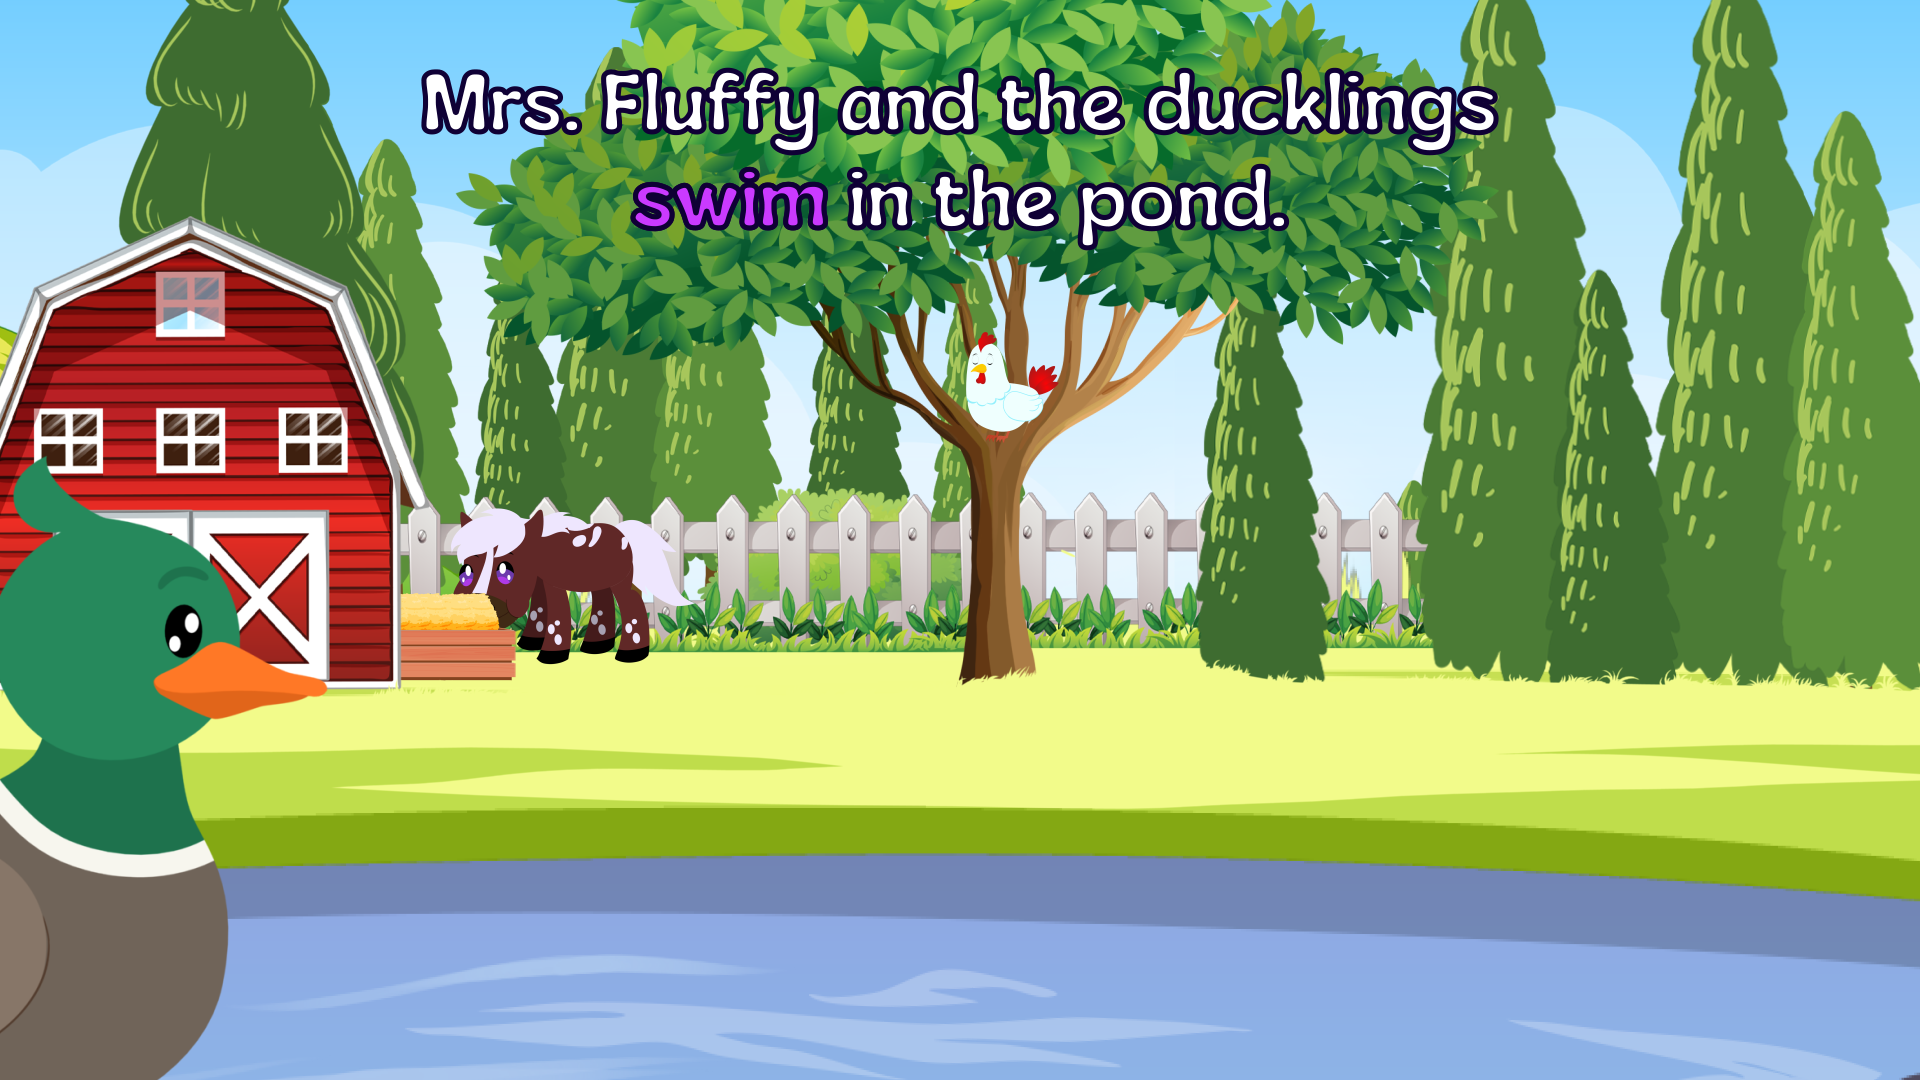 Mrs. Fluffy and the ducklings
swim in the pond.